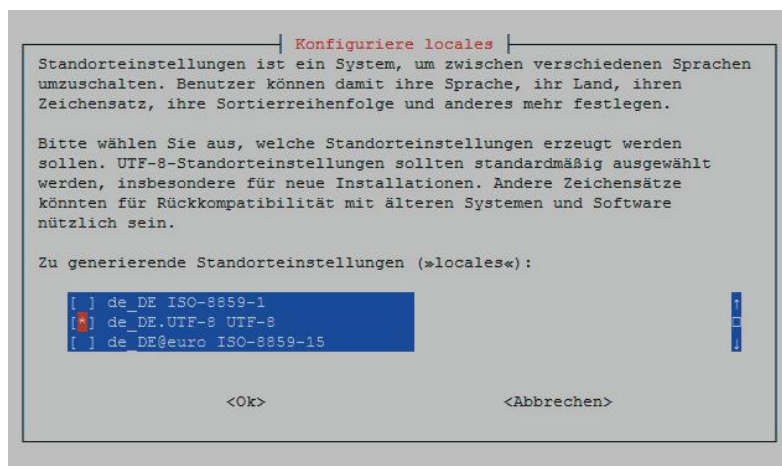 Konfiguriere locales
Standorteinstellungen ist ein System, um zwischen verschiedenen Sprachen
umzuschalten. Benutzer können damit ihre Sprache, ihr Land, ihren
Zeichensatz, ihre Sortierreihenfolge und anderes mehr festlegen.
Bitte wählen Sie aus, welche Standorteinstellungen erzeugt werden
sollen. UTF-8-Standorteinstellungen sollten standardmäßig ausgewählt
werden, insbesondere für neue Installationen. Andere Zeichensätze
könnten für Rückkompatibilität mit älteren Systemen und Software
nützlich sein.
Zu generierende Standorteinstellungen (»locales«):
[ ] de_DE ISO-8859-1
[*] de_DE.UTF-8 UTF-8
[ ] de_DE@euro ISO-8859-15
<Ok> <Abbrechen>